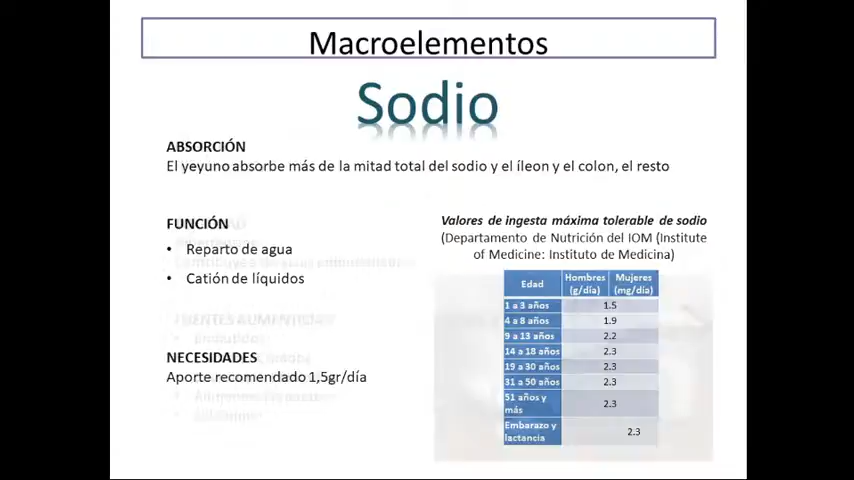 Macroelementos
Sodio
ABSORCIÓN
El yeyuno absorbe más de la mitad total del sodio y el íleon y el colon, el resto
FUNCIÓN
• Reparto de agua
• Catión de líquidos
NECESIDADES
Aporte recomendado 1,5gr/día
Valores de ingesta máxima tolerable de sodio
(Departamento de Nutrición del IOM (Institute
of Medicine: Instituto de Medicina)
Edad Hombres (g/día) Mujeres (mg/día)
1 a 3 años 1.5
4 a 8 años 1.9
9 a 13 años 2.2
14 a 18 años 2.3
19 a 30 años 2.3
31 a 50 años 2.3
51 años y más 2.3
Embarazo y lactancia 2.3